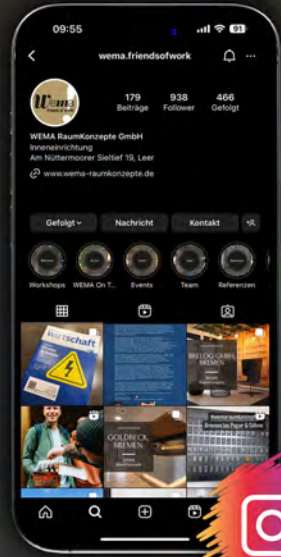 09:55
91
wema.friendsofwork
Wema
179 938 466
Beiträge Follower Gefolgt
WEMA RaumKonzepte GmbH
Inneneinrichtung
Am Nüttermoorer Sieltief 19, Leer
www.wema-raumkonzepte.de
Gefolgt Nachricht Kontakt
Workshops WEMA On T... Events Team Referenzen
wirtschaft
BRELOG GMBH,
BREMEN
GOLDBECK,
BREMEN